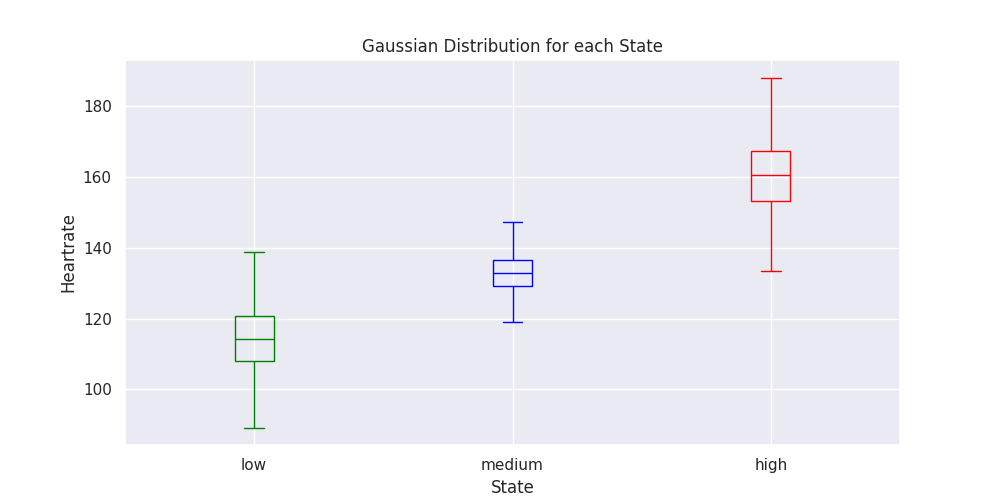 Gaussian Distribution for each State
Heartrate
180
160
140
120
100
low medium high
State